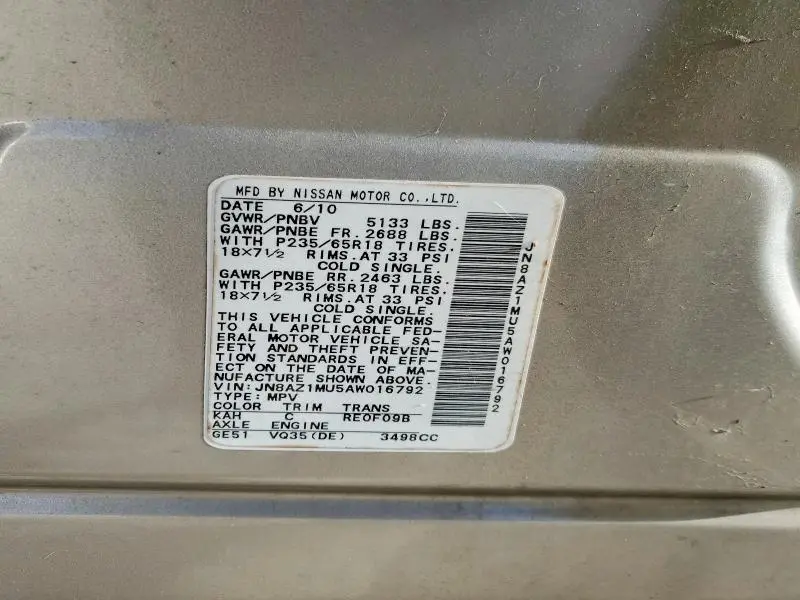 MFD BY NISSAN MOTOR CO.,LTD.
DATE 6/10
GVWR/PNBV 5133 LBS.
GAWR/PNBE FR. 2688 LBS.
WITH P235/65R18 TIRES.
18×7½ RIMS.AT 33 PSI
COLD SINGLE.
GAWR/PNBE RR. 2463 LBS.
WITH P235/65R18 TIRES.
18×7½ RIMS.AT 33 PSI
COLD SINGLE.
THIS VEHICLE CONFORMS
TO ALL APPLICABLE FED-
ERAL MOTOR VEHICLE SA-
FETY AND THEFT PREVEN-
TION STANDARDS IN EFF-
ECT ON THE DATE OF MA-
NUFACTURE SHOWN ABOVE.
VIN:JN8AZ1MU5AW016792
TYPE:MPV
COLOR TRIM TRANS
KAH C RE0F09B
AXLE ENGINE
GE51 VQ35(DE) 3498CC
JN8AZ1MU5AW016792